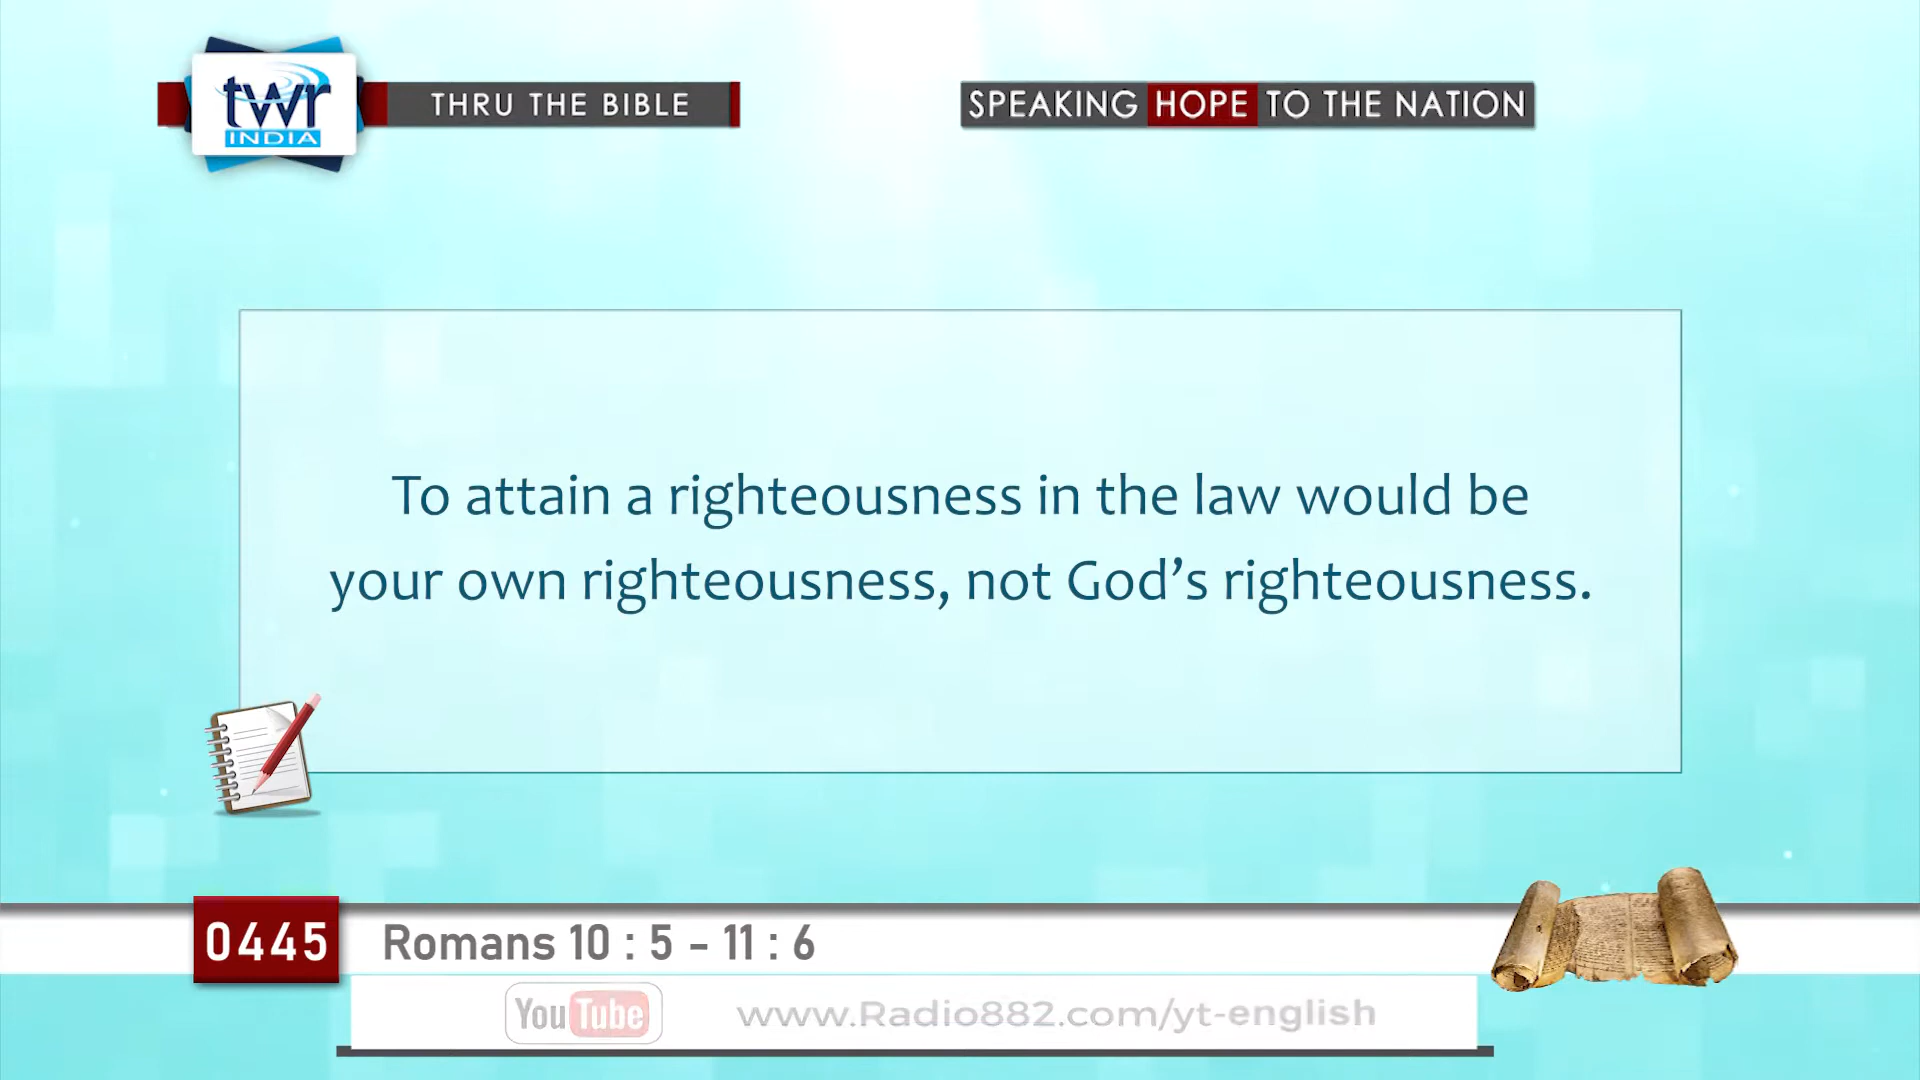 twr
INDIA
THRU THE BIBLE
SPEAKING HOPE TO THE NATION
To attain a righteousness in the law would be
your own righteousness, not God’s righteousness.
0445
Romans 10 : 5 - 11 : 6
YouTube
www.Radio882.com/yt-english